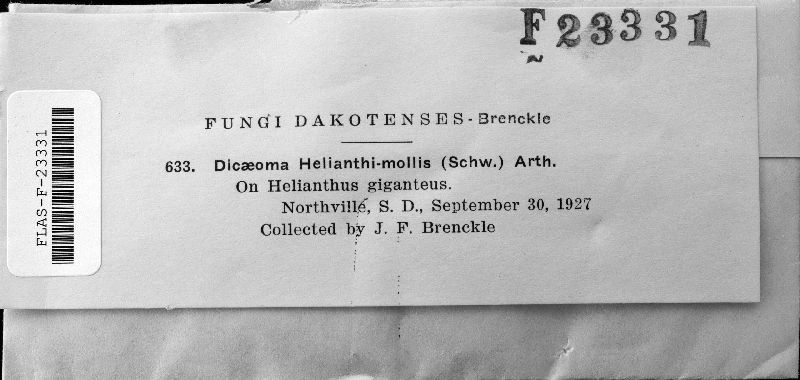 F23331
FUNGI DAKOTENSES - Brenckle
633. Dicæoma Helianthi-mollis (Schw.) Arth.
On Helianthus giganteus.
Northville, S. D., September 30, 1927
Collected by J. F. Brenckle
FLAS-F-23331